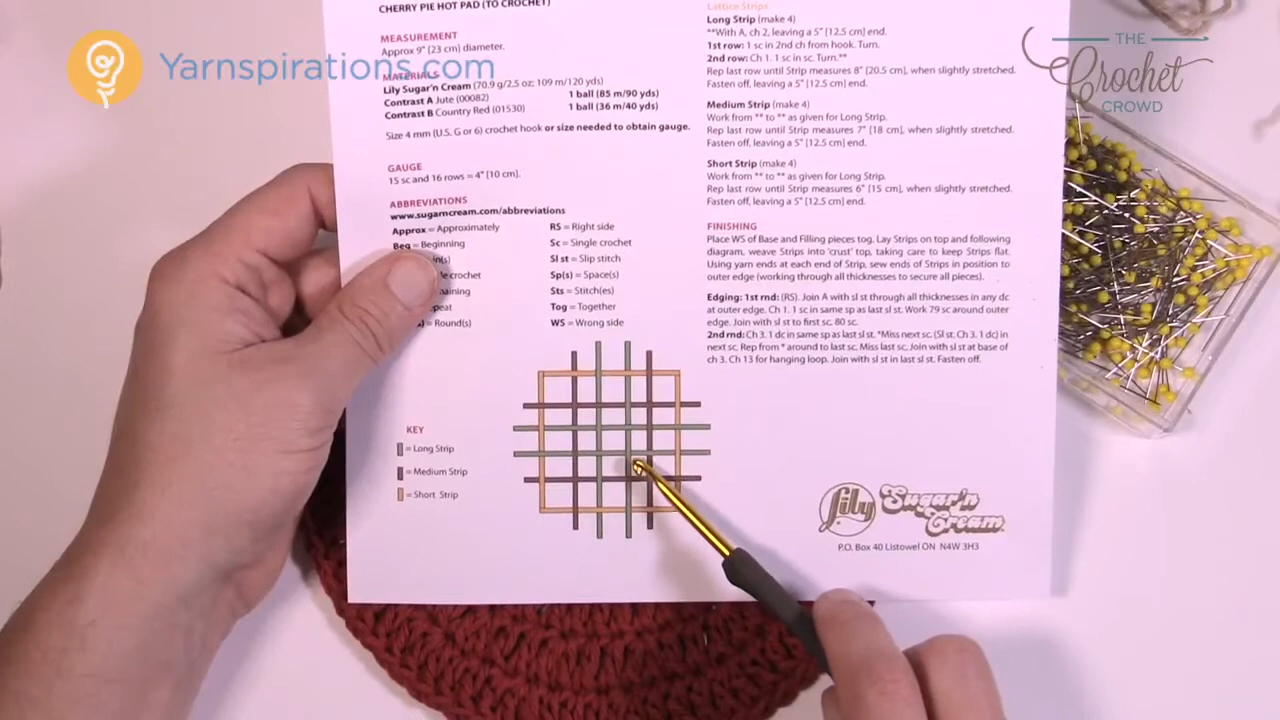 Yarnspirations.com
THE
Crochet
CROWD
CHERRY PIE HOT PAD (TO CROCHET)
MEASUREMENT
Approx 9" [23 cm] diameter.
MATERIALS
Lily Sugar'n Cream (70.9 g/2.5 oz; 109 m/120 yds)
Contrast A Jute (00082) 1 ball (85 m/90 yds)
Contrast B Country Red (01530) 1 ball (36 m/40 yds)
Size 4 mm (U.S. G or 6) crochet hook or size needed to obtain gauge.
GAUGE
15 sc and 16 rows = 4" [10 cm].
ABBREVIATIONS
www.sugarncream.com/abbreviations
Approx = Approximately
Beg = Beginning
in(s)
le crochet
aining
peat
) = Round(s)
RS = Right side
Sc = Single crochet
Sl st = Slip stitch
Sp(s) = Space(s)
Sts = Stitch(es)
Tog = Together
WS = Wrong side
KEY
= Long Strip
= Medium Strip
= Short Strip
Lattice Strips
Long Strip (make 4)
**With A, ch 2, leaving a 5" [12.5 cm] end.
1st row: 1 sc in 2nd ch from hook. Turn.
2nd row: Ch 1. 1 sc in sc. Turn.**
Rep last row until Strip measures 8" [20.5 cm], when slightly stretched.
Fasten off, leaving a 5" [12.5 cm] end.
Medium Strip (make 4)
Work from ** to ** as given for Long Strip.
Rep last row until Strip measures 7" [18 cm], when slightly stretched.
Fasten off, leaving a 5" [12.5 cm] end.
Short Strip (make 4)
Work from ** to ** as given for Long Strip.
Rep last row until Strip measures 6" [15 cm], when slightly stretched.
Fasten off, leaving a 5" [12.5 cm] end.
FINISHING
Place WS of Base and Filling pieces tog. Lay Strips on top and following
diagram, weave Strips into 'crust' top, taking care to keep Strips flat.
Using yarn ends at each end of Strip, sew ends of Strips in position to
outer edge (working through all thicknesses to secure all pieces).
Edging: 1st rnd: (RS). Join A with sl st through all thicknesses in any dc
at outer edge. Ch 1. 1 sc in same sp as last sl st. Work 79 sc around outer
edge. Join with sl st to first sc. 80 sc.
2nd rnd: Ch 3. 1 dc in same sp as last sl st. *Miss next sc. (Sl st. Ch 3. 1 dc) in
next sc. Rep from * around to last sc. Miss last sc. Join with sl st at base of
ch 3. Ch 13 for hanging loop. Join with sl st in last sl st. Fasten off.
Lily Sugar'n
Cream
P.O. Box 40 Listowel ON N4W 3H3